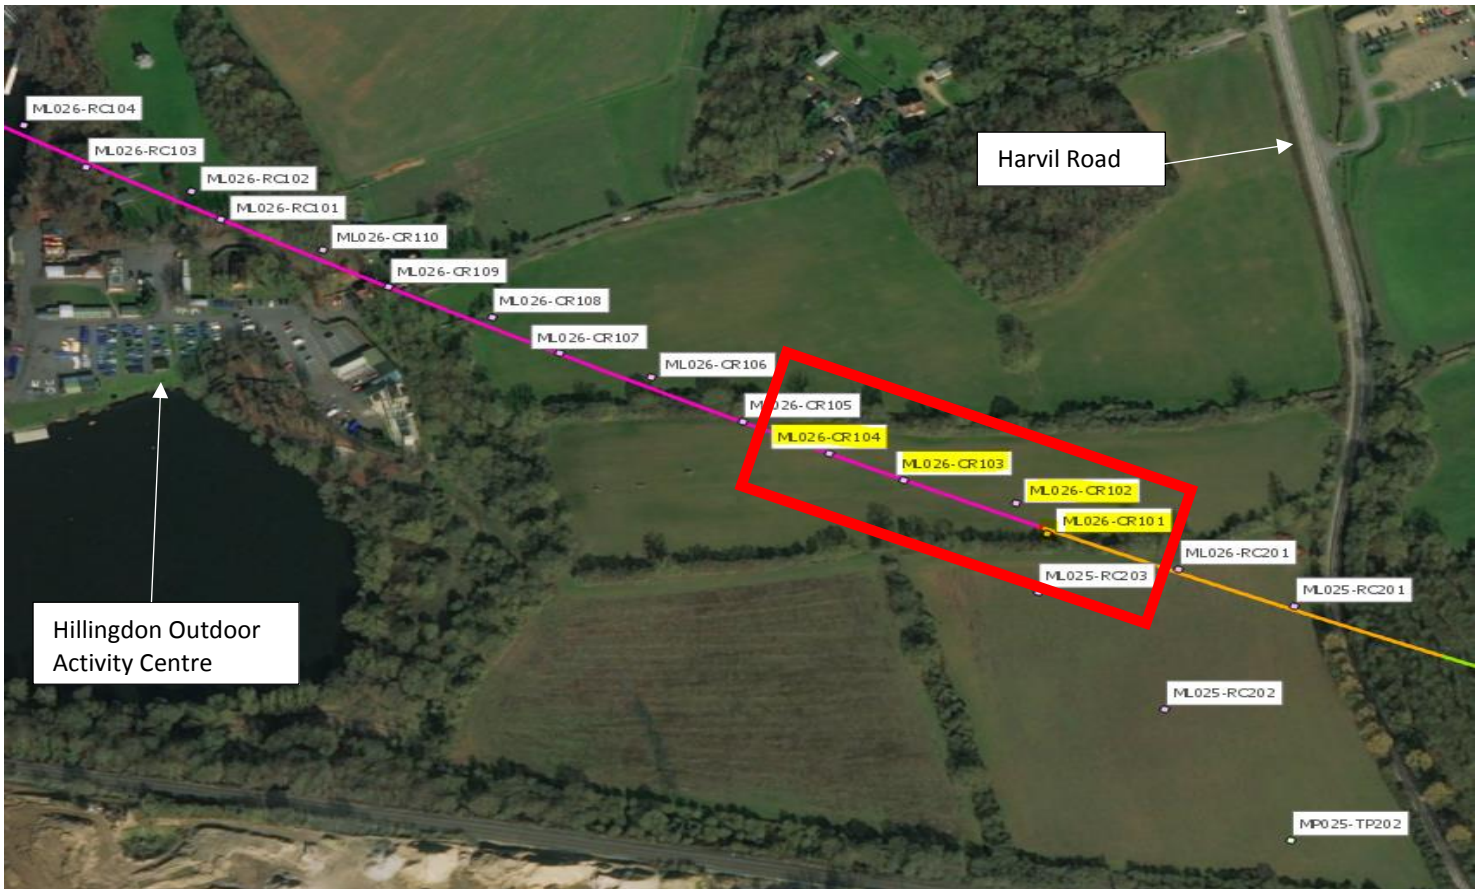 ML026-RC104
ML026-RC103
ML026-RC102
ML026-RC101
ML026-CR110
ML026-CR109
ML026-CR108
ML026-CR107
ML026-CR106
ML026-CR105
ML026-CR104
ML026-CR103
ML026-CR102
ML026-CR101
ML026-RC201
ML025-RC203
ML025-RC201
ML025-RC202
MP025-TP202
Harvil Road
Hillingdon Outdoor
Activity Centre